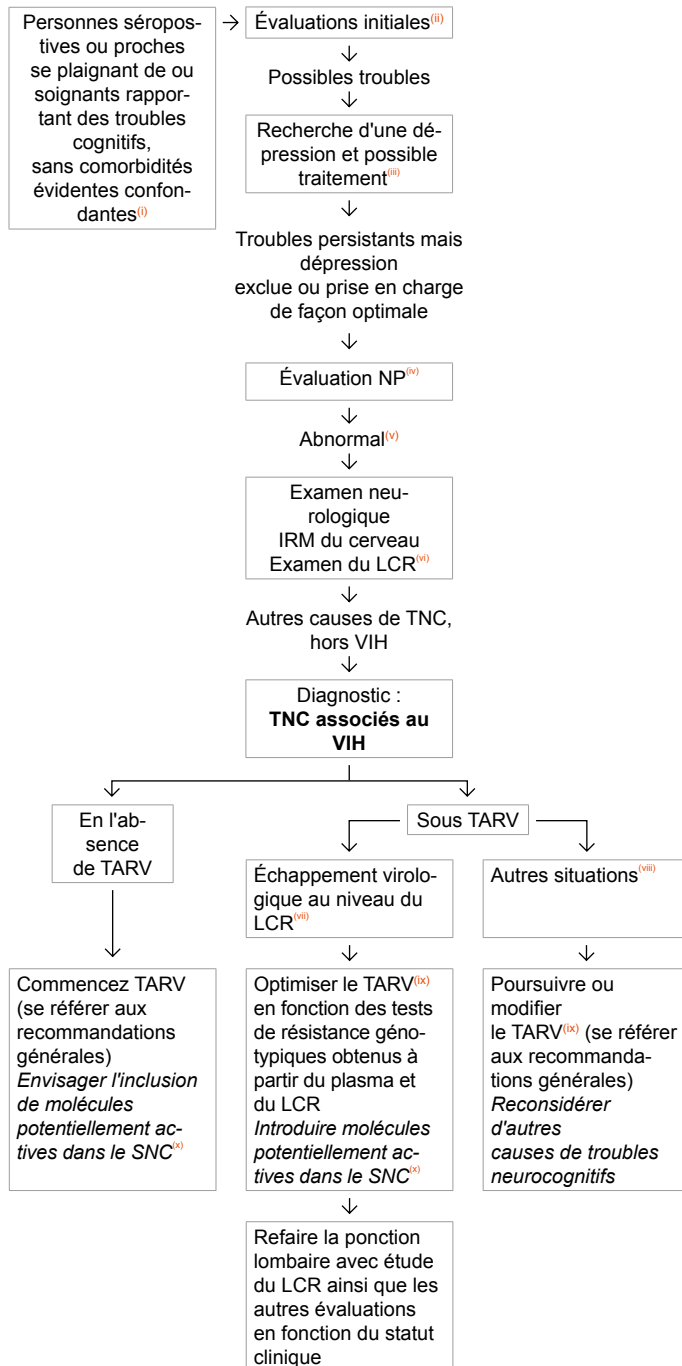 Personnes séropos-
tives ou proches
se plaignant de ou
soignants rappor-
tant des troubles
cognitifs,
sans comorbidités
évidentes confon-
dantes(i)
Évaluations initiales(ii)
Possibles troubles
Recherche d'une dé-
pression et possible
traitement(iii)
Troubles persistants mais
dépression
exclue ou prise en charge
de façon optimale
Évaluation NP(iv)
Abnormal(v)
Examen neu-
rologique
IRM du cerveau
Examen du LCR(vi)
Autres causes de TNC,
hors VIH
Diagnostic :
TNC associés au
VIH
En l'ab-
sence
de TARV
Sous TARV
Échappement virolo-
gique au niveau du
LCR(vii)
Autres situations(viii)
Commencez TARV
(se référer aux
recommandations
générales)
Envisager l'inclusion
de molécules
potentiellement ac-
tives dans le SNC(x)
Optimiser le TARV(ix)
en fonction des tests
de résistance géno-
typiques obtenus à
partir du plasma et
du LCR
Introduire molécules
potentiellement ac-
tives dans le SNC(x)
Poursuivre ou
modifier
le TARV(ix) (se référer
aux recommanda-
tions générales)
Reconsidérer
d'autres
causes de troubles
neurocognitifs
Refaire la ponction
lombaire avec étude
du LCR ainsi que les
autres évaluations
en fonction du statut
clinique